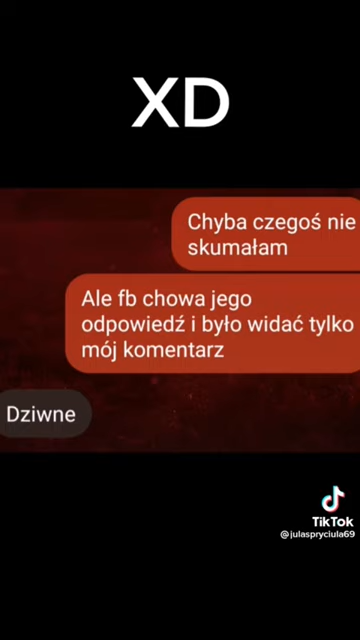 XD
Chyba czegoś nie
skumałam
Ale fb chowa jego
odpowiedź i było widać tylko
mój komentarz
Dziwne
TikTok
@julaspryciula69